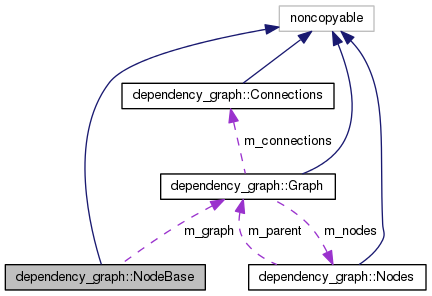 noncopyable
dependency_graph::Connections
m_connections
dependency_graph::Graph
m_graph
m_parent
m_nodes
dependency_graph::NodeBase
dependency_graph::Nodes